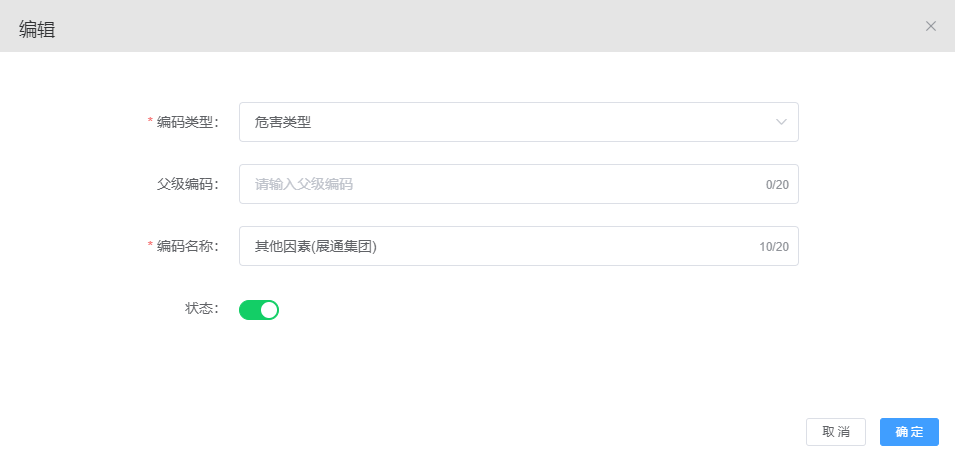 编辑
* 编码类型: 危害类型
父级编码: 请输入父级编码 0/20
* 编码名称: 其他因素(展通集团) 10/20
状态:
取消 确定